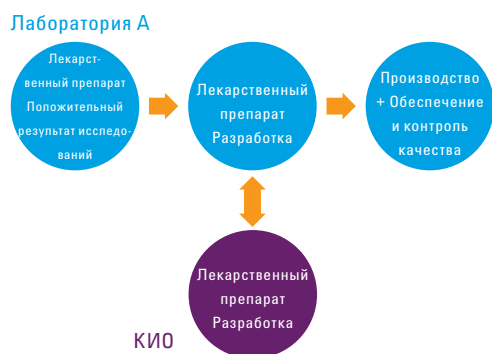 Лаборатория А
Лекарст-
венный препарат
Положительный
результат исследо-
ваний
Лекарственный
препарат
Разработка
Производство
+ Обеспечение
и контроль
качества
Лекарственный
препарат
Разработка
КИО